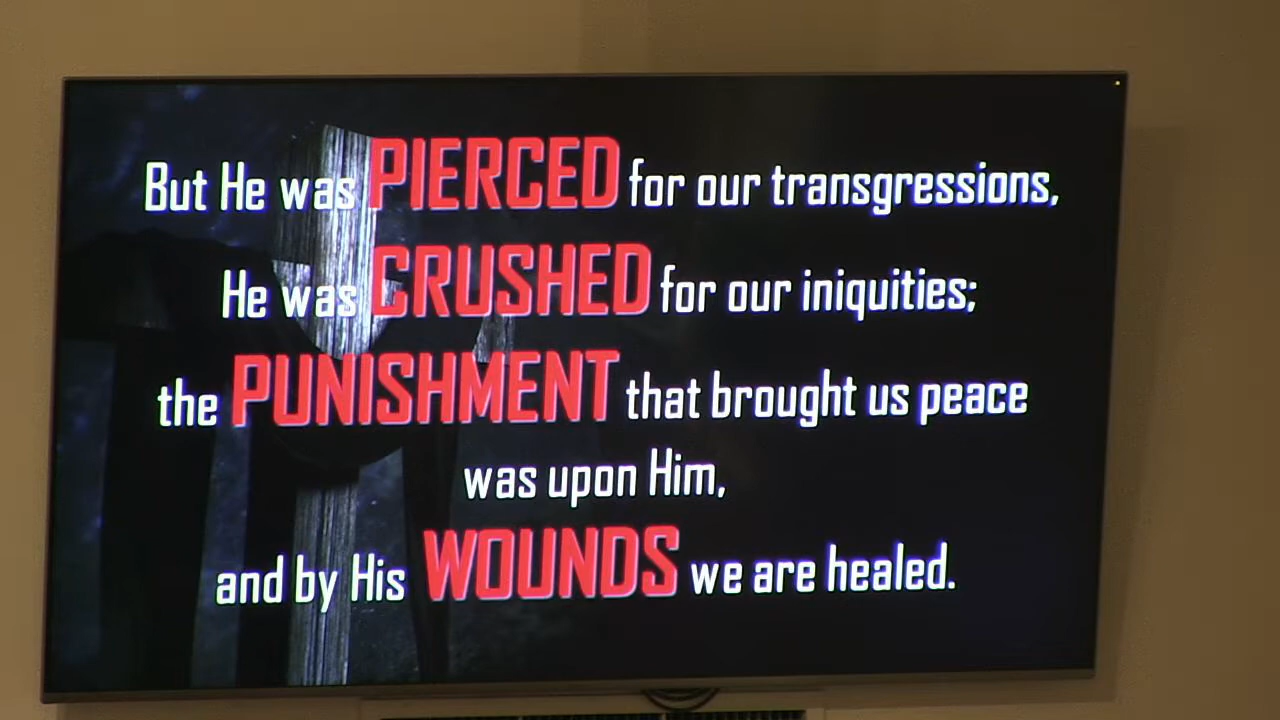 But He was PIERCED for our transgressions,
He was CRUSHED for our iniquities;
the PUNISHMENT that brought us peace
was upon Him,
and by His WOUNDS we are healed.